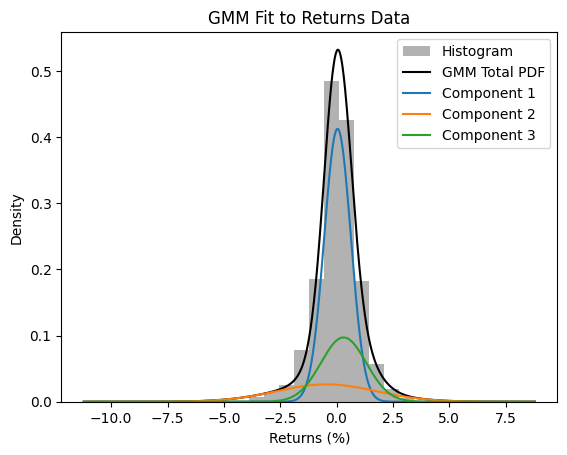 GMM Fit to Returns Data
Histogram
GMM Total PDF
Component 1
Component 2
Component 3
Density
0.5
0.4
0.3
0.2
0.1
0.0
−10.0 −7.5 −5.0 −2.5 0.0 2.5 5.0 7.5
Returns (%)